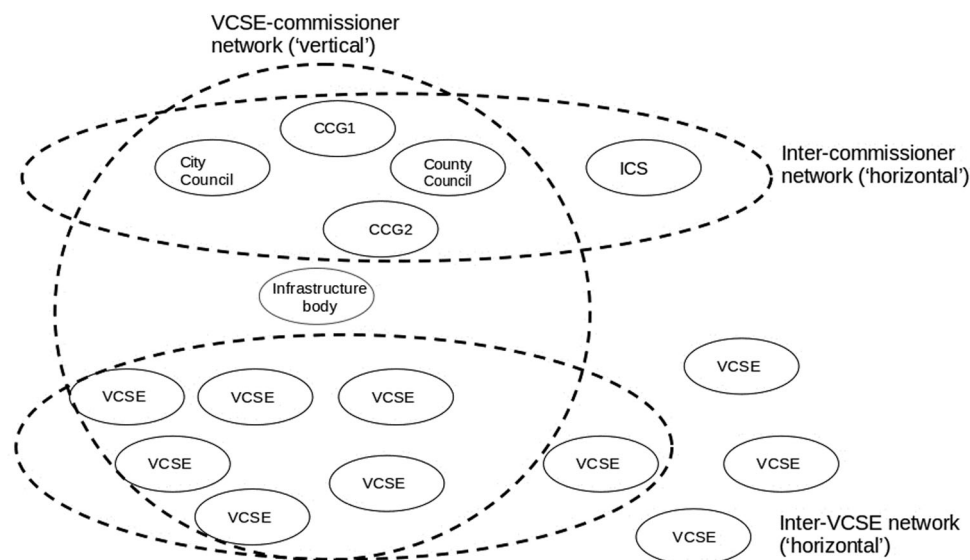 VCSE-commissioner
network (‘vertical’)
CCG1
City
Council
County
Council
ICS
Inter-commissioner
network (‘horizontal’)
CCG2
Infrastructure
body
VCSE
VCSE
VCSE
VCSE
VCSE
VCSE
VCSE
VCSE
VCSE
VCSE
Inter-VCSE network
(‘horizontal’)